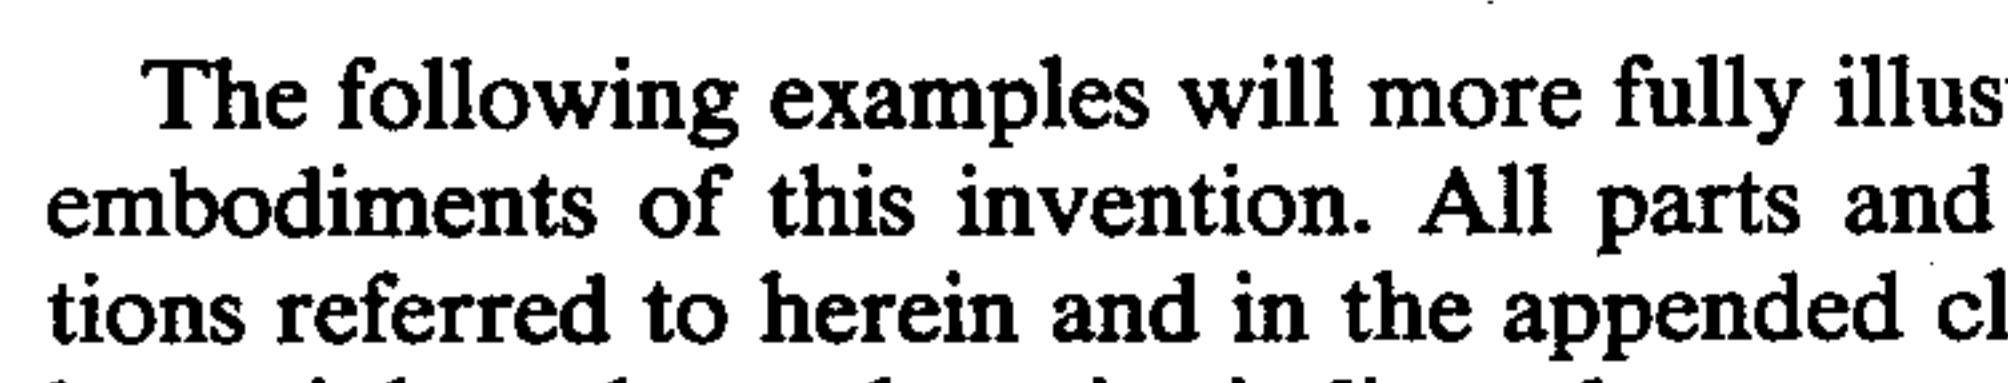 The following examples will more fully illus
embodiments of this invention. All parts and
tions referred to herein and in the appended cl